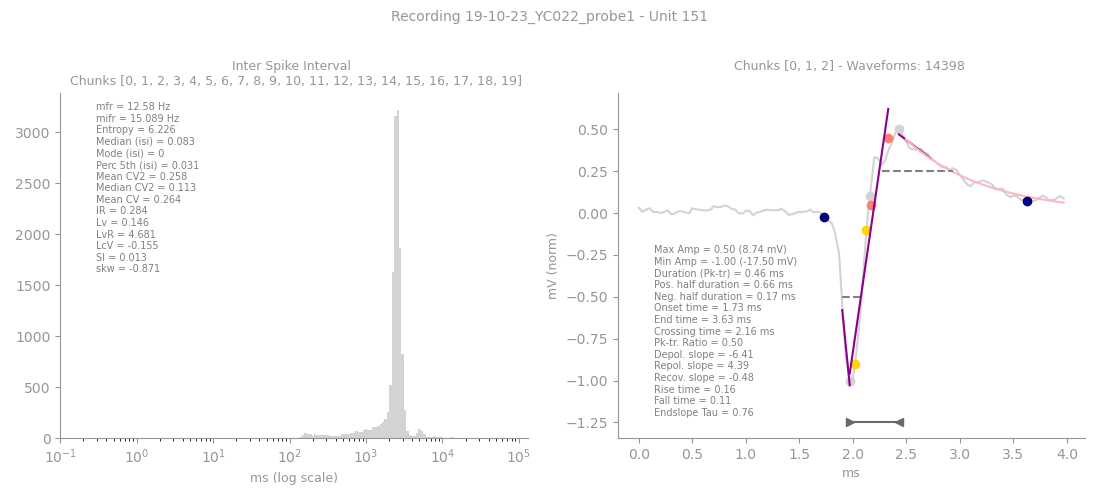 Recording 19-10-23_YC022_probe1 - Unit 151
Inter Spike Interval
Chunks [0, 1, 2, 3, 4, 5, 6, 7, 8, 9, 10, 11, 12, 13, 14, 15, 16, 17, 18, 19]
mfr = 12.58 Hz
mifr = 15.089 Hz
Entropy = 6.226
Median (isi) = 0.083
Mode (isi) = 0
Perc 5th (isi) = 0.031
Mean CV2 = 0.258
Median CV2 = 0.113
Mean CV = 0.264
IR = 0.284
Lv = 0.146
LvR = 4.681
LcV = -0.155
SI = 0.013
skw = -0.871
3000
2500
2000
1500
1000
500
0
10⁻¹ 10⁰ 10¹ 10² 10³ 10⁴ 10⁵
ms (log scale)
Chunks [0, 1, 2] - Waveforms: 14398
mV (norm)
0.50
0.25
0.00
−0.25
−0.50
−0.75
−1.00
−1.25
Max Amp = 0.50 (8.74 mV)
Min Amp = -1.00 (-17.50 mV)
Duration (Pk-tr) = 0.46 ms
Pos. half duration = 0.66 ms
Neg. half duration = 0.17 ms
Onset time = 1.73 ms
End time = 3.63 ms
Crossing time = 2.16 ms
Pk-tr. Ratio = 0.50
Depol. slope = -6.41
Repol. slope = 4.39
Recov. slope = -0.48
Rise time = 0.16
Fall time = 0.11
Endslope Tau = 0.76
0.0 0.5 1.0 1.5 2.0 2.5 3.0 3.5 4.0
ms